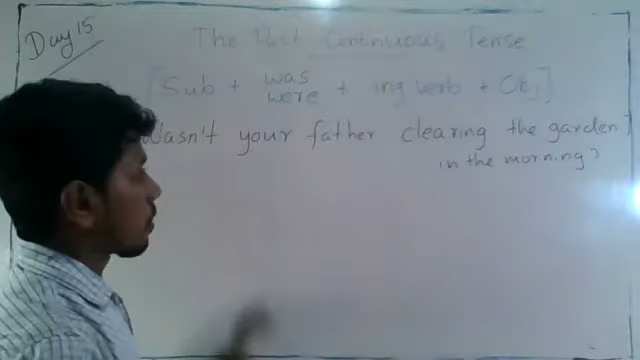 Day 15
The Past Continuous Tense
[Sub + was/were + ing verb + Obj]
Wasn't your father clearing the garden
in the morning?